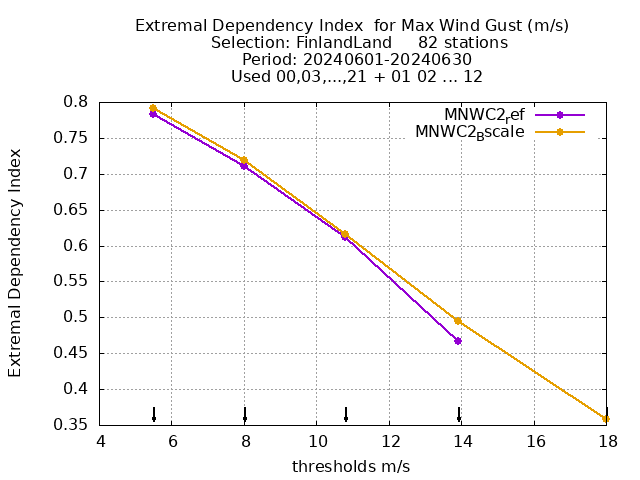 Extremal Dependency Index  for Max Wind Gust (m/s)
Selection: FinlandLand     82 stations
Period: 20240601-20240630
Used 00,03,...,21 + 01 02 ... 12
MNWC2_ref
MNWC2_Bscale
Extremal Dependency Index
0.8
0.75
0.7
0.65
0.6
0.55
0.5
0.45
0.4
0.35
4 6 8 10 12 14 16 18
thresholds m/s